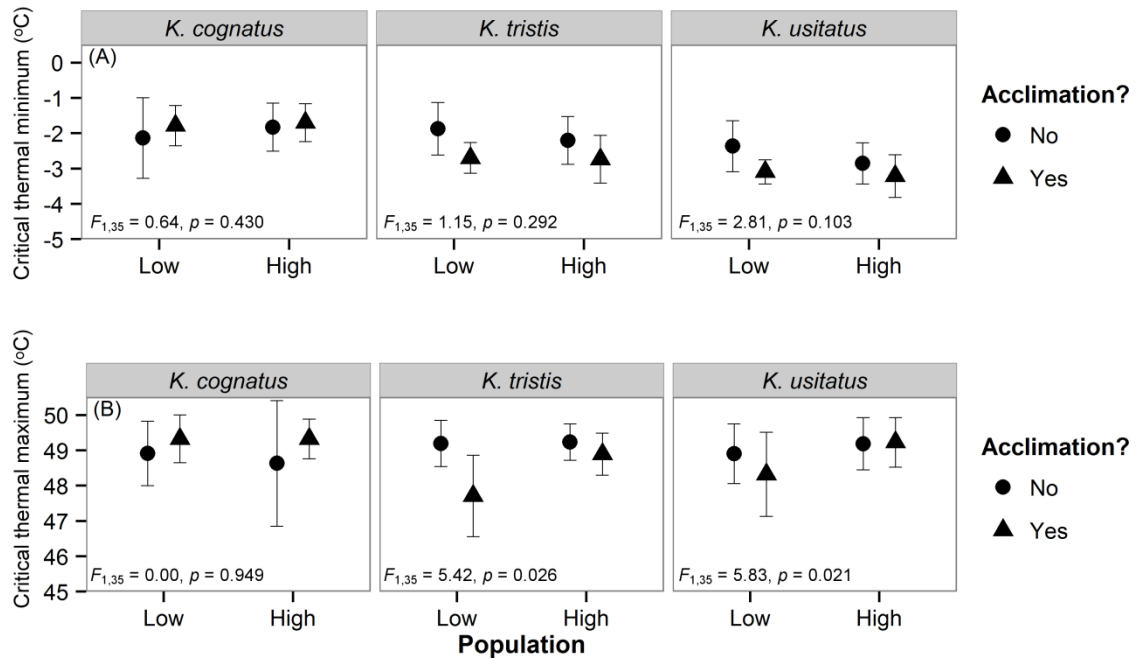 K. cognatus K. tristis K. usitatus
Critical thermal minimum (°C)
(A)
0
-1
-2
-3
-4
-5
F1,35 = 0.64, p = 0.430 F1,35 = 1.15, p = 0.292 F1,35 = 2.81, p = 0.103
Low High Low High Low High
Acclimation?
No
Yes
K. cognatus K. tristis K. usitatus
Critical thermal maximum (°C)
(B)
50
49
48
47
46
45
F1,35 = 0.00, p = 0.949 F1,35 = 5.42, p = 0.026 F1,35 = 5.83, p = 0.021
Low High Low High Low High
Population
Acclimation?
No
Yes